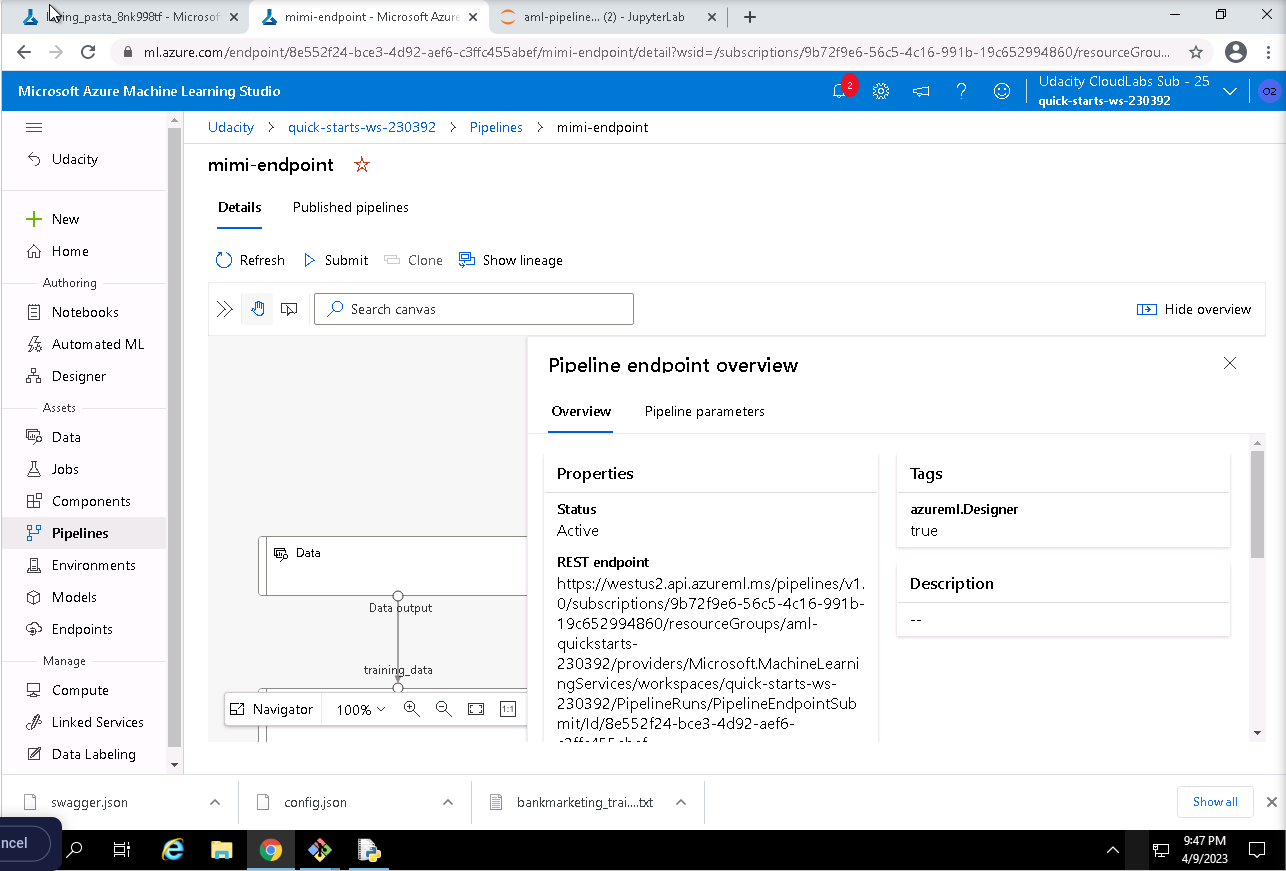 ving_pasta_8nk998tf - Microsof
mimi-endpoint - Microsoft Azure
aml-pipeline... (2) - JupyterLab
ml.azure.com/endpoint/8e552f24-bce3-4d92-aef6-c3ffc455abef/mimi-endpoint/detail?wsid=/subscriptions/9b72f9e6-56c5-4c16-991b-19c652994860/resourceGrou...
Microsoft Azure Machine Learning Studio
2
Udacity CloudLabs Sub - 25
quick-starts-ws-230392
O2
Udacity > quick-starts-ws-230392 > Pipelines > mimi-endpoint
Udacity
New
Home
Authoring
Notebooks
Automated ML
Designer
Assets
Data
Jobs
Components
Pipelines
Environments
Models
Endpoints
Manage
Compute
Linked Services
Data Labeling
mimi-endpoint
Details
Published pipelines
Refresh
Submit
Clone
Show lineage
Search canvas
Hide overview
Data
Data output
training_data
Navigator
100%
1:1
Pipeline endpoint overview
Overview
Pipeline parameters
Properties
Status
Active
REST endpoint
https://westus2.api.azureml.ms/pipelines/v1.
0/subscriptions/9b72f9e6-56c5-4c16-991b-
19c652994860/resourceGroups/aml-
quickstarts-
230392/providers/Microsoft.MachineLearni
ngServices/workspaces/quick-starts-ws-
230392/PipelineRuns/PipelineEndpointSub
mit/Id/8e552f24-bce3-4d92-aef6-
c3ffc455abef
Tags
azureml.Designer
true
Description
--
swagger.json
config.json
bankmarketing_trai....txt
Show all
ncel
9:47 PM
4/9/2023